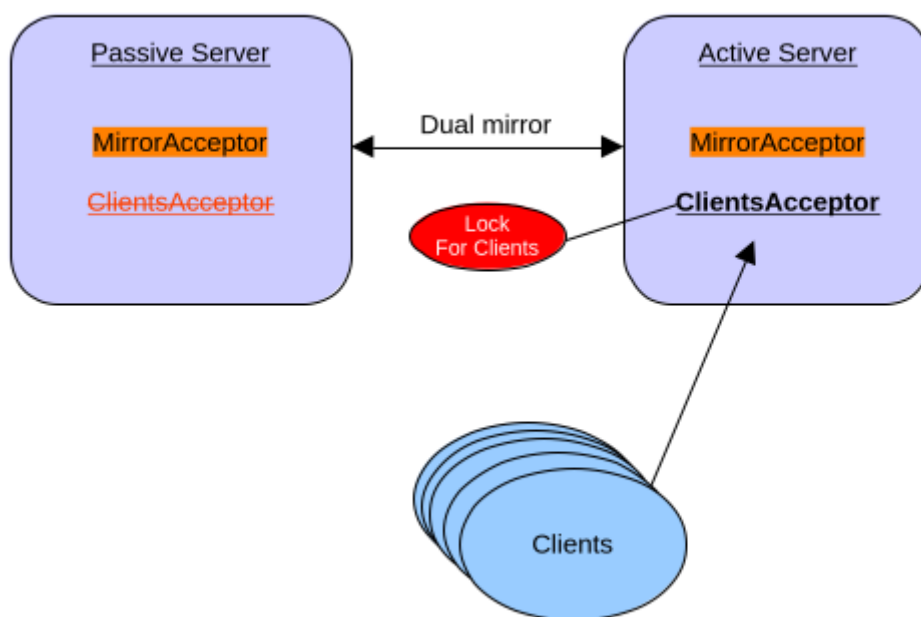 Passive Server
Active Server
MirrorAcceptor
Dual mirror
MirrorAcceptor
ClientsAcceptor
Lock
For Clients
ClientsAcceptor
Clients